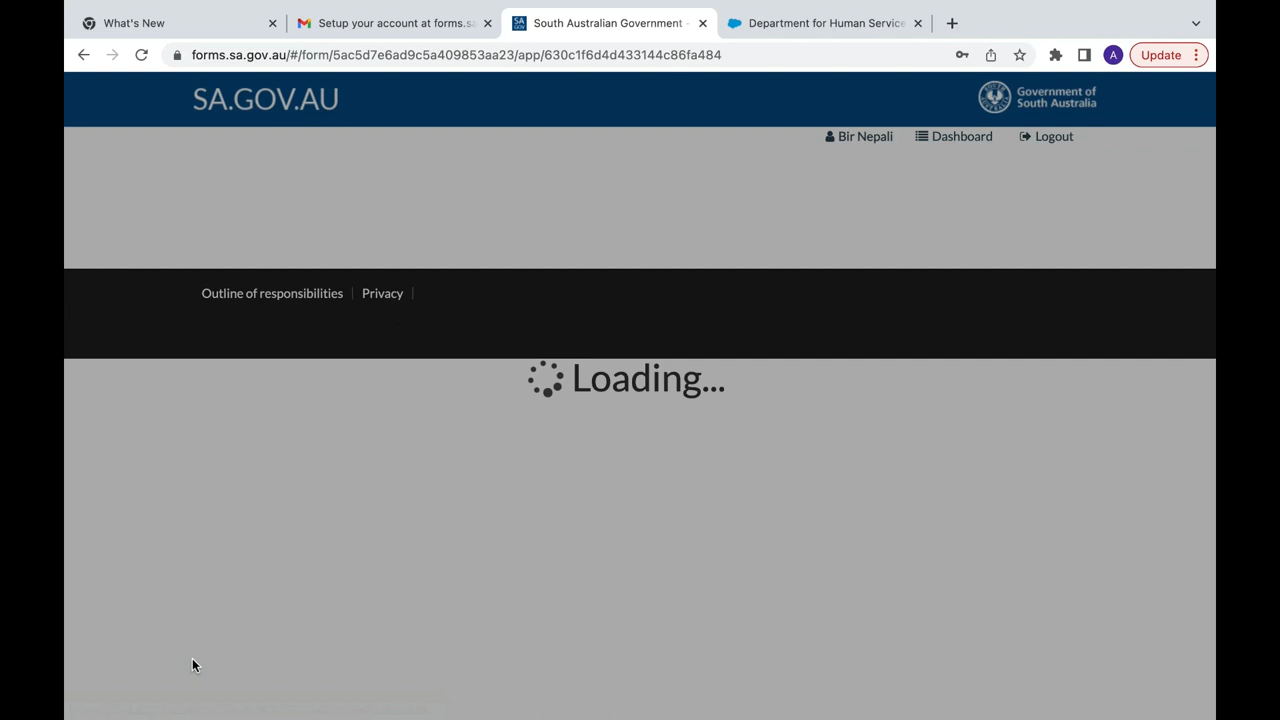 What's New
Setup your account at forms.sa
South Australian Government -
Department for Human Service
forms.sa.gov.au/#/form/5ac5d7e6ad9c5a409853aa23/app/630c1f6d4d433144c86fa484
A
Update
SA.GOV.AU
Government of
South Australia
Bir Nepali
Dashboard
Logout
Outline of responsibilities
Privacy
Loading...